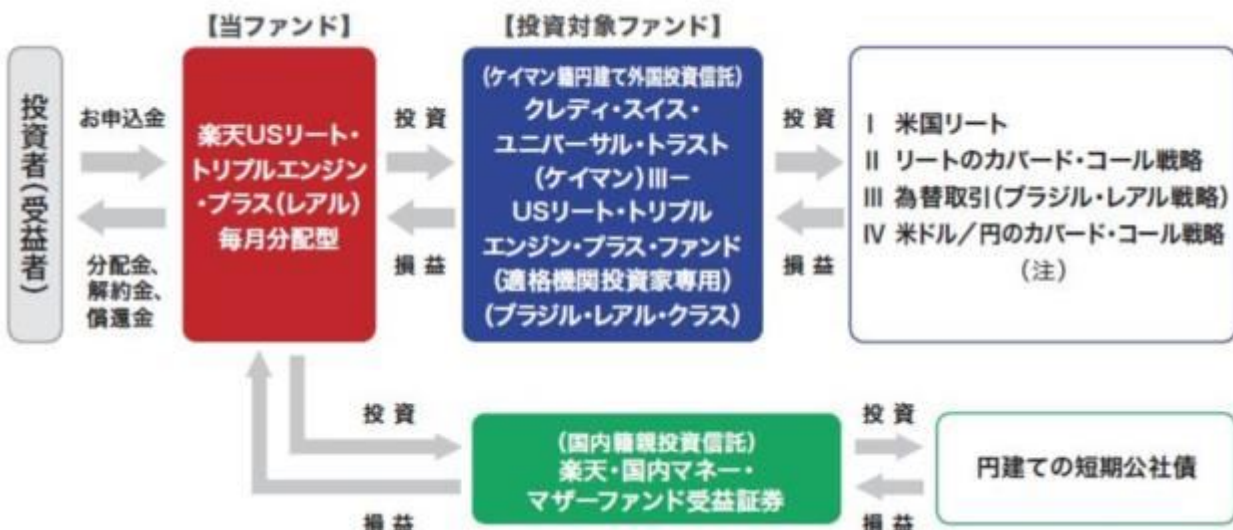 【当ファンド】
【投資対象ファンド】
投資者(受益者)
お申込金
分配金、
解約金、
償還金
楽天USリート・
トリプルエンジン
・プラス(レアル)
毎月分配型
投資
損益
(ケイマン籍円建て外国投資信託)
クレディ・スイス・
ユニバーサル・トラスト
(ケイマン)Ⅲ−
USリート・トリプル
エンジン・プラス・ファンド
(適格機関投資家専用)
(ブラジル・レアル・クラス)
投資
損益
Ⅰ 米国リート
Ⅱ リートのカバード・コール戦略
Ⅲ 為替取引(ブラジル・レアル戦略)
Ⅳ 米ドル/円のカバード・コール戦略
(注)
投資
損益
(国内籍親投資信託)
楽天・国内マネー・
マザーファンド受益証券
投資
損益
円建ての短期公社債